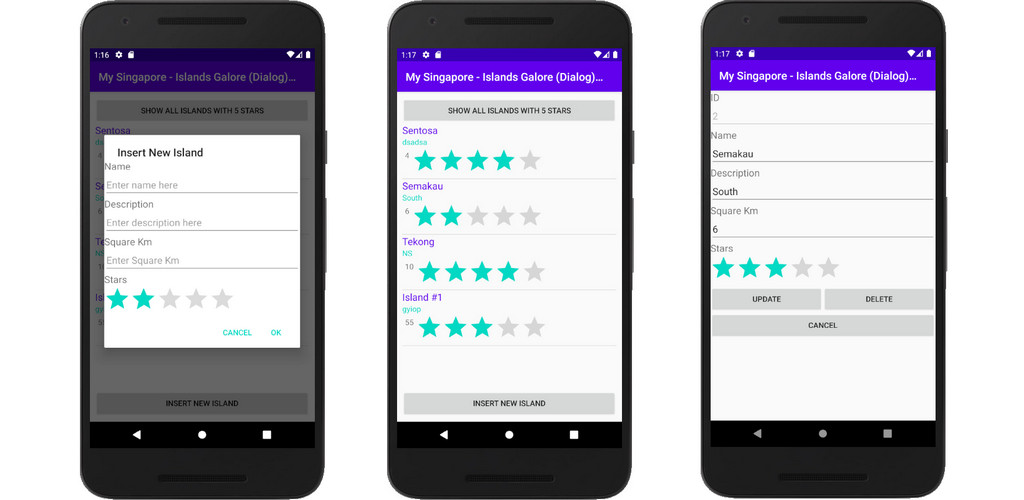 1:16
My Singapore - Islands Galore (Dialog)...
SHOW ALL ISLANDS WITH 5 STARS
Sentosa
Insert New Island
Name
Enter name here
Description
Enter description here
Square Km
Enter Square Km
Stars
CANCEL OK
INSERT NEW ISLAND
1:17
My Singapore - Islands Galore (Dialog)...
SHOW ALL ISLANDS WITH 5 STARS
Sentosa
dsadsa
4
Semakau
South
6
Tekong
NS
10
Island #1
gyiop
55
INSERT NEW ISLAND
1:17
My Singapore - Islands Galore (Dialog)...
ID
2
Name
Semakau
Description
South
Square Km
6
Stars
UPDATE DELETE
CANCEL